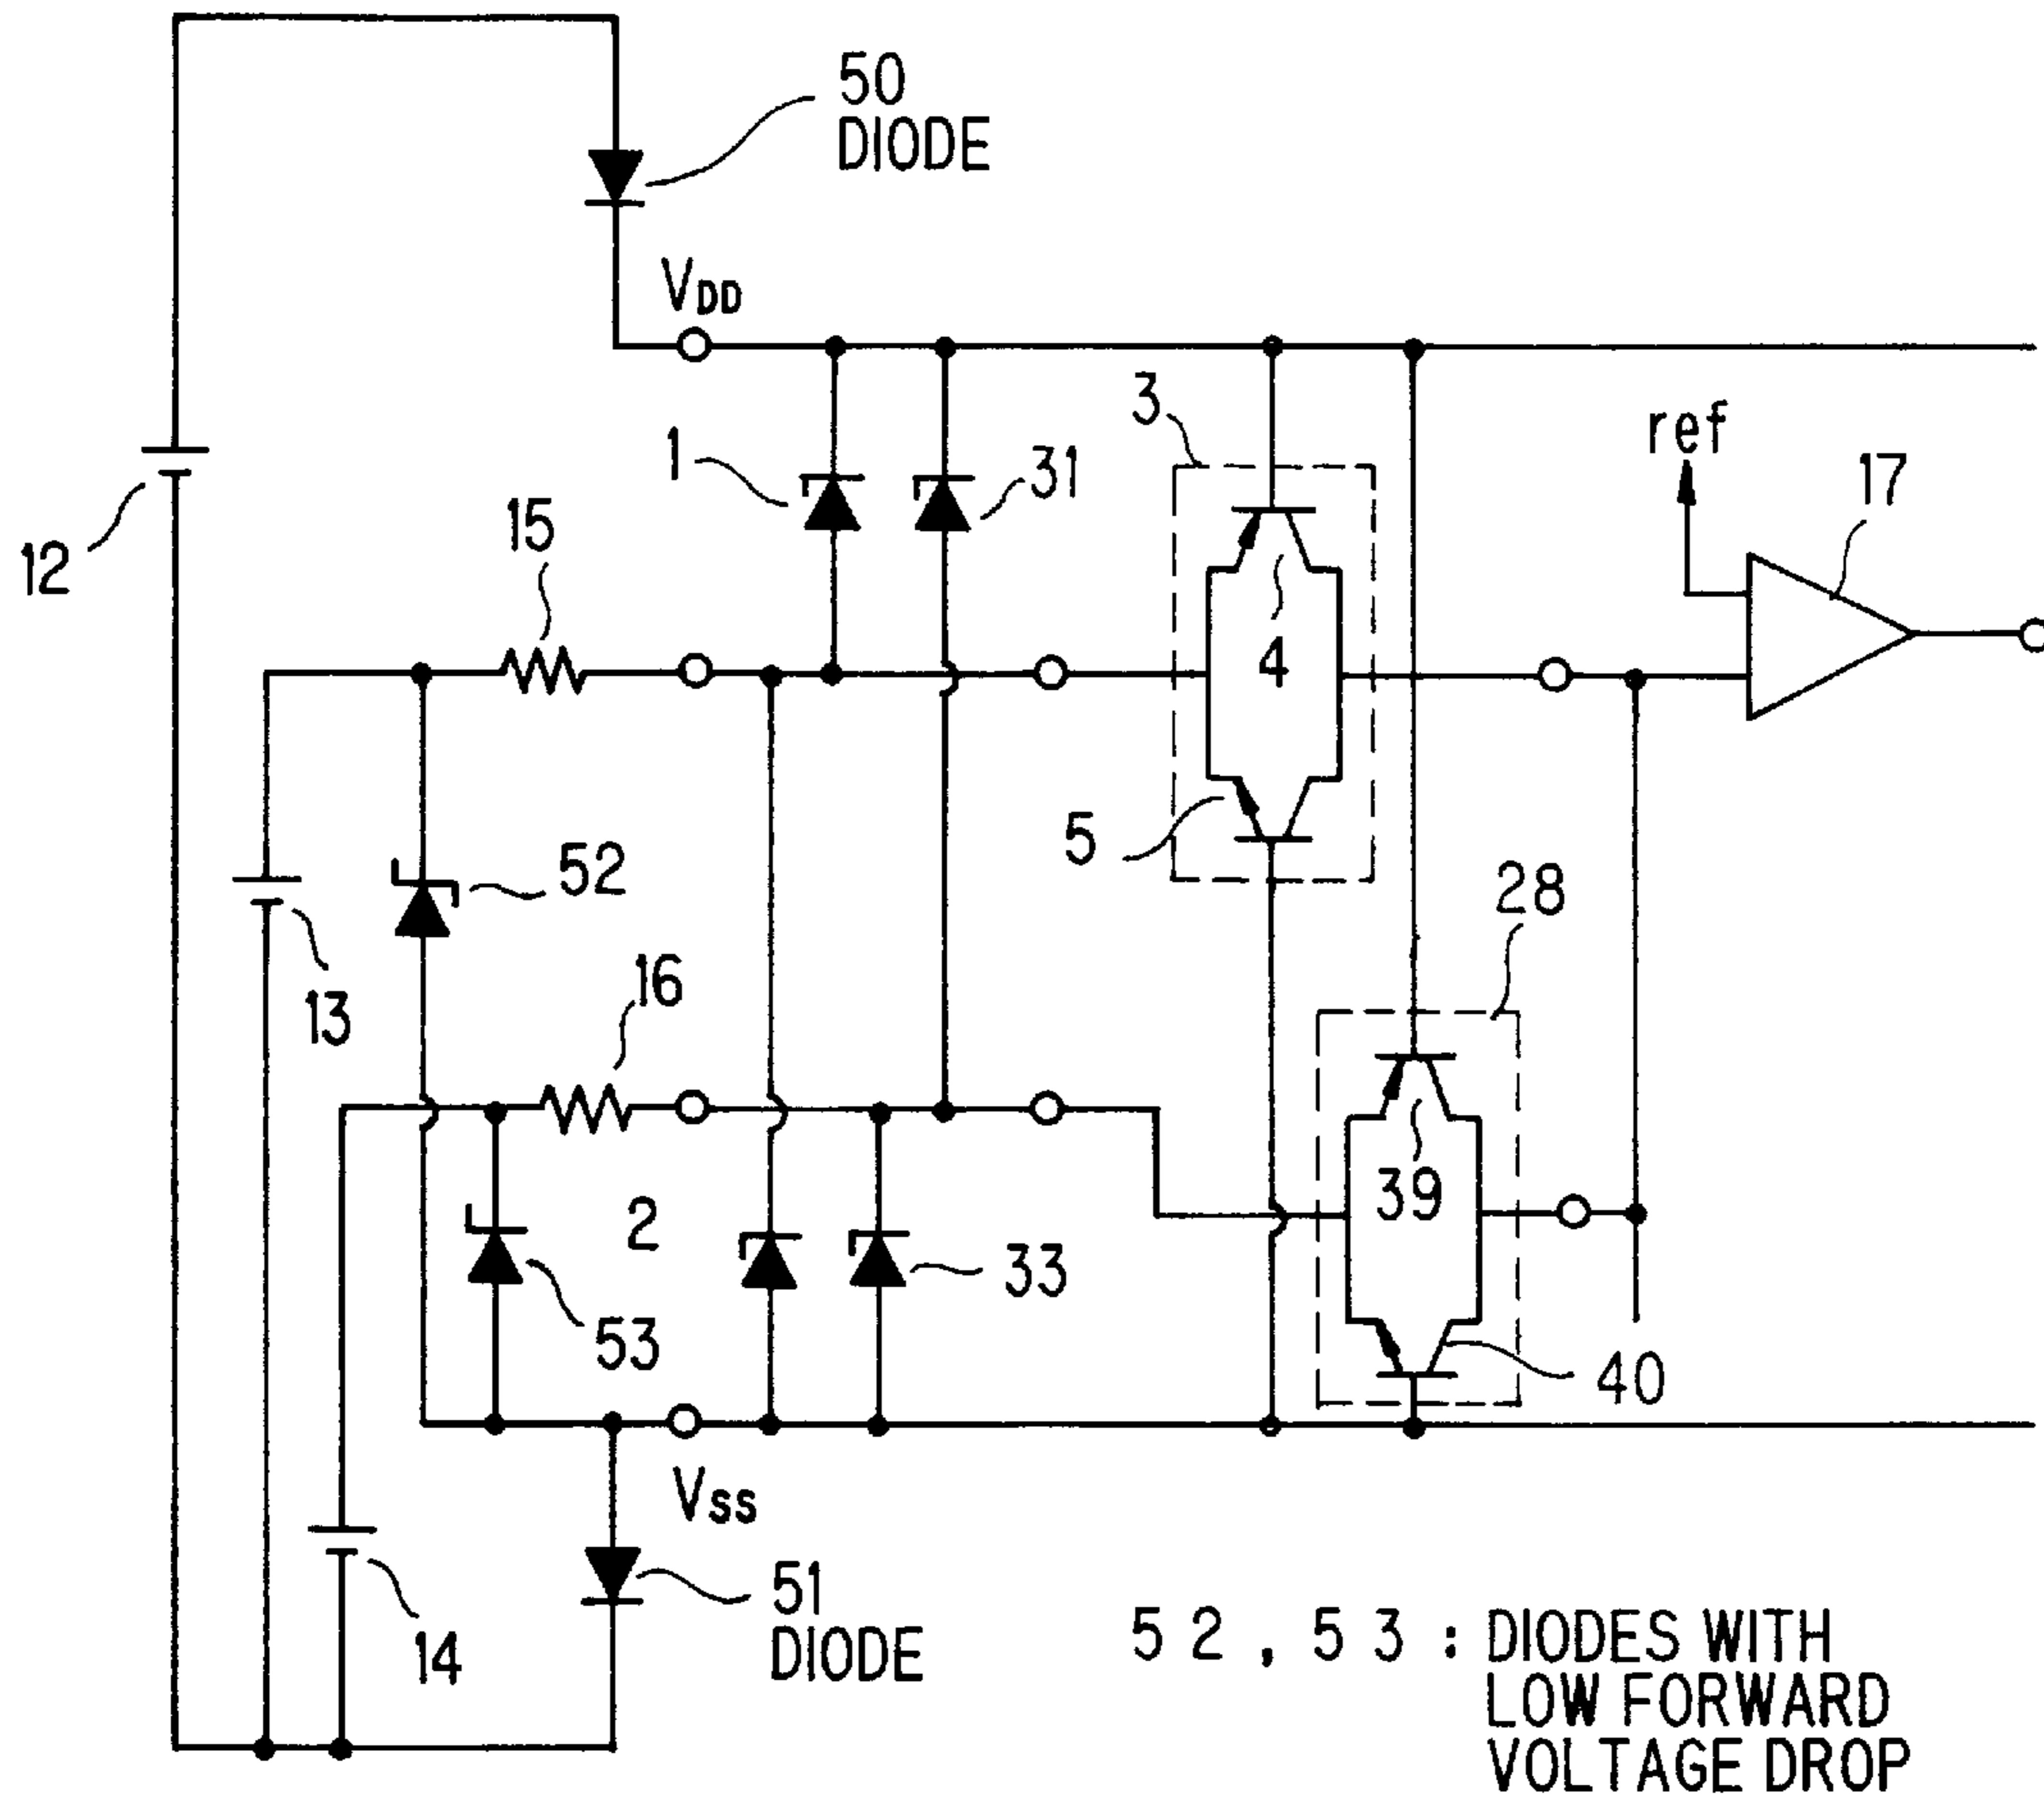 50
DIODE
VDD
3
ref
1
31
17
15
12
4
5
52
28
16
13
39
2
33
53
40
VSS
51
DIODE
14
52, 53 : DIODES WITH
LOW FORWARD
VOLTAGE DROP